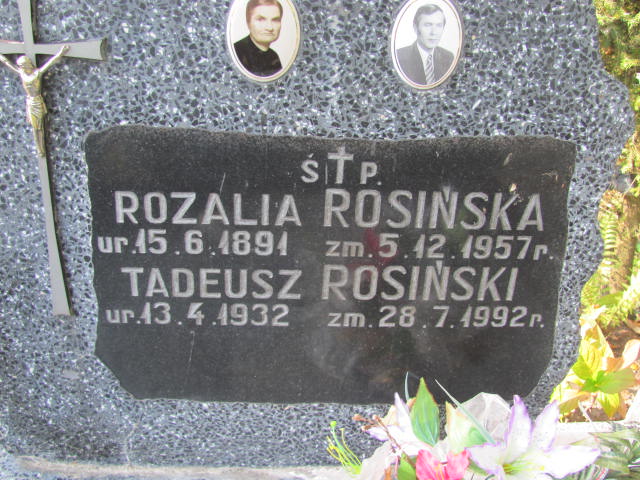 Ś†P.
ROZALIA ROSIŃSKA
ur.15.6.1891 zm.5.12.1957r.
TADEUSZ ROSIŃSKI
ur.13.4.1932 zm.28.7.1992r.